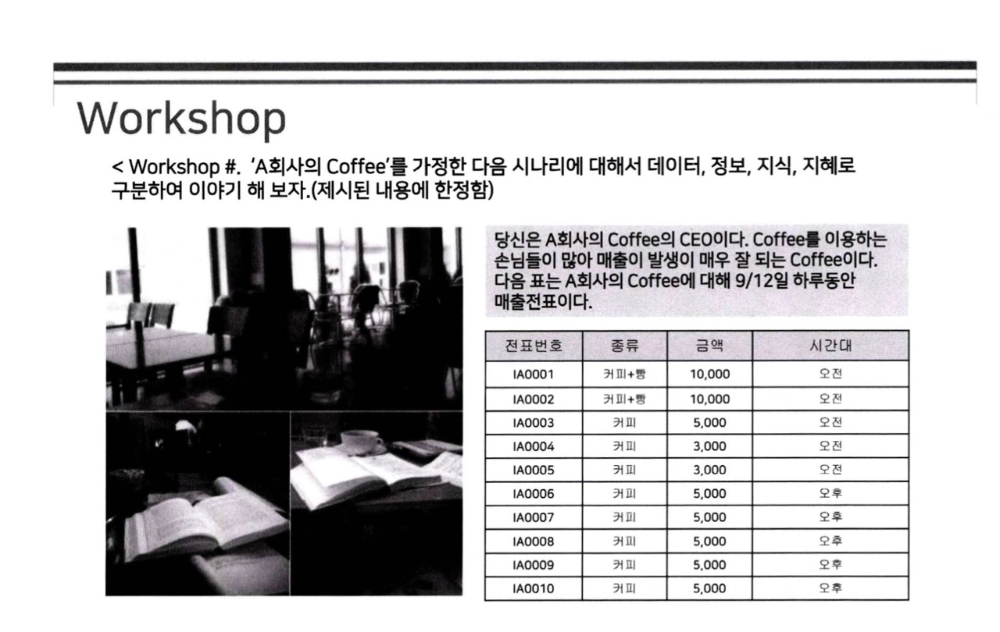 Workshop
< Workshop #. ‘A회사의 Coffee’를 가정한 다음 시나리에 대해서 데이터, 정보, 지식, 지혜로
구분하여 이야기 해 보자.(제시된 내용에 한정함)
당신은 A회사의 Coffee의 CEO이다. Coffee를 이용하는
손님들이 많아 매출이 발생이 매우 잘 되는 Coffee이다.
다음 표는 A회사의 Coffee에 대해 9/12일 하루동안
매출전표이다.
전표번호 종류 금액 시간대
IA0001 커피+빵 10,000 오전
IA0002 커피+빵 10,000 오전
IA0003 커피 5,000 오전
IA0004 커피 3,000 오전
IA0005 커피 3,000 오전
IA0006 커피 5,000 오후
IA0007 커피 5,000 오후
IA0008 커피 5,000 오후
IA0009 커피 5,000 오후
IA0010 커피 5,000 오후